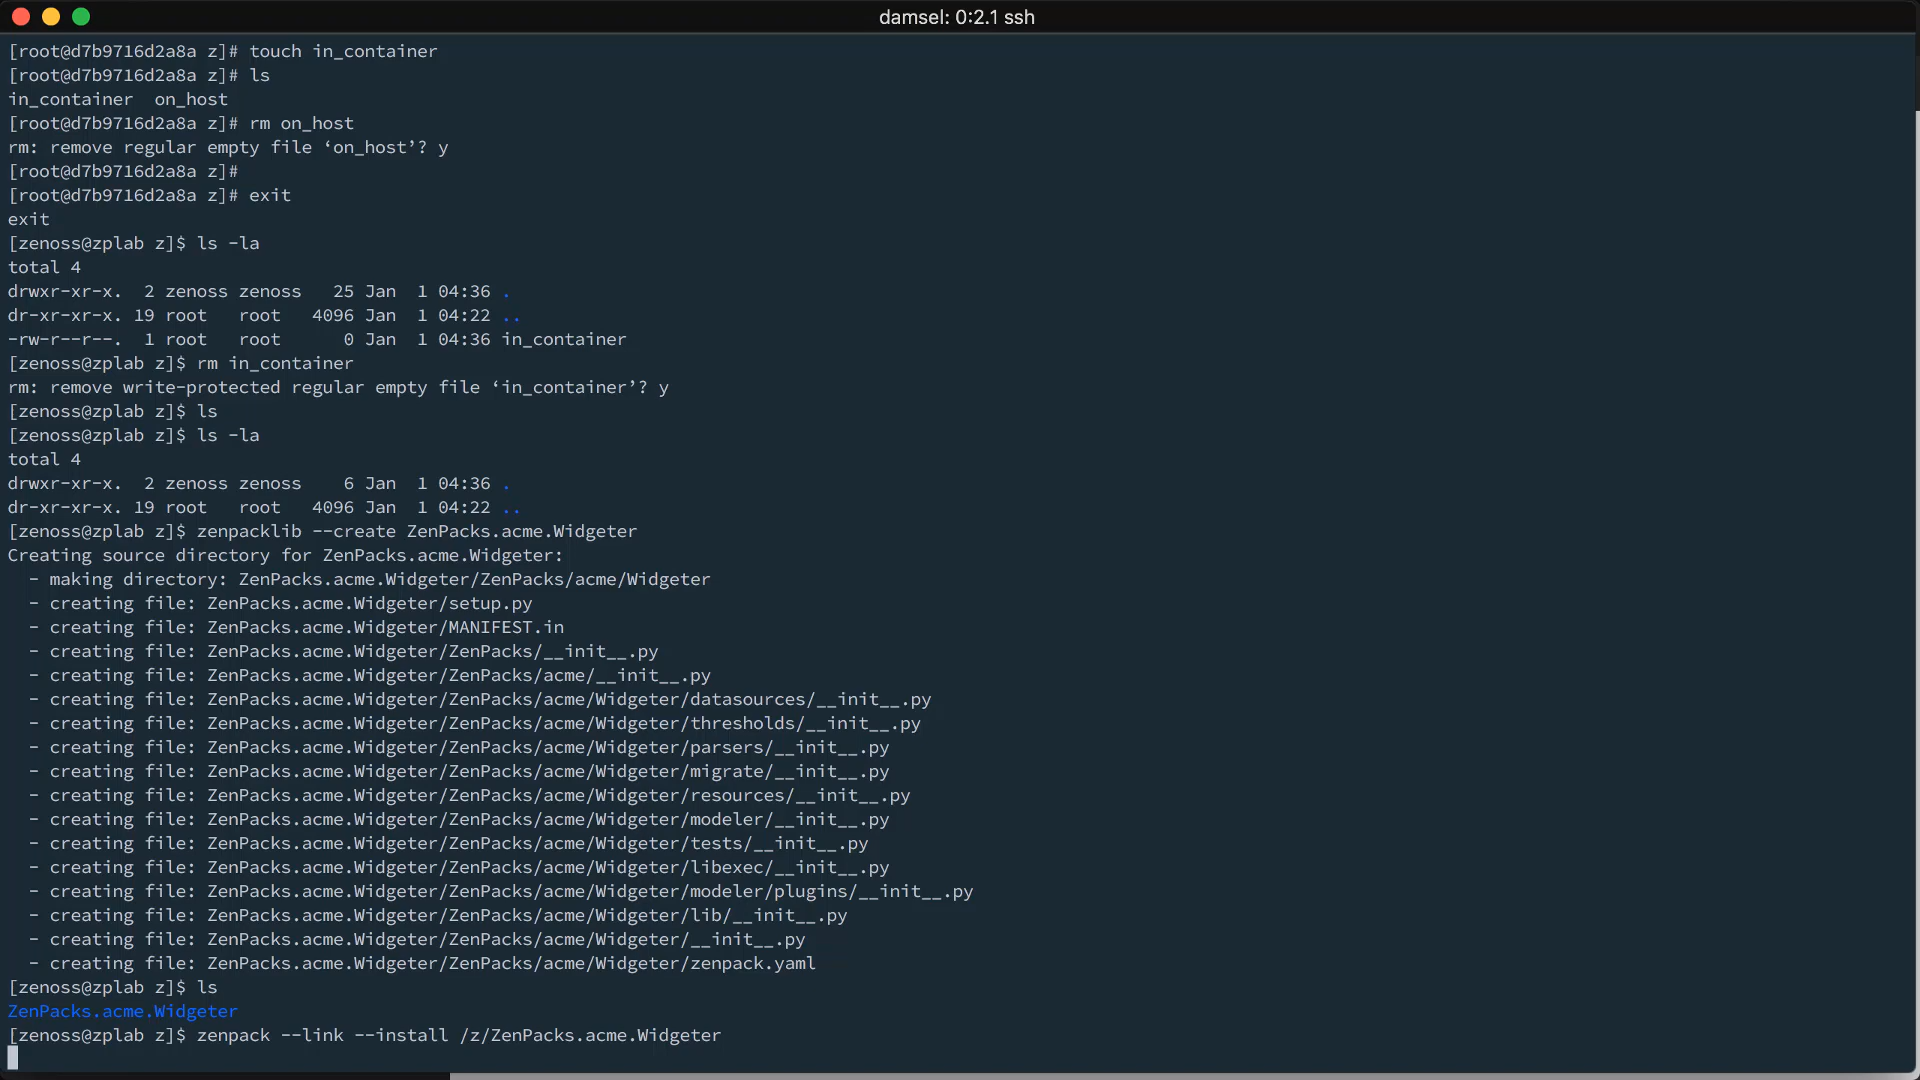 damsel: 0:2.1 ssh
[root@d7b9716d2a8a z]# touch in_container
[root@d7b9716d2a8a z]# ls
in_container  on_host
[root@d7b9716d2a8a z]# rm on_host
rm: remove regular empty file ‘on_host’? y
[root@d7b9716d2a8a z]#
[root@d7b9716d2a8a z]# exit
exit
[zenoss@zplab z]$ ls -la
total 4
drwxr-xr-x.  2 zenoss zenoss   25 Jan  1 04:36 .
dr-xr-xr-x. 19 root   root   4096 Jan  1 04:22 ..
-rw-r--r--.  1 root   root      0 Jan  1 04:36 in_container
[zenoss@zplab z]$ rm in_container
rm: remove write-protected regular empty file ‘in_container’? y
[zenoss@zplab z]$ ls
[zenoss@zplab z]$ ls -la
total 4
drwxr-xr-x.  2 zenoss zenoss    6 Jan  1 04:36 .
dr-xr-xr-x. 19 root   root   4096 Jan  1 04:22 ..
[zenoss@zplab z]$ zenpacklib --create ZenPacks.acme.Widgeter
Creating source directory for ZenPacks.acme.Widgeter:
  - making directory: ZenPacks.acme.Widgeter/ZenPacks/acme/Widgeter
  - creating file: ZenPacks.acme.Widgeter/setup.py
  - creating file: ZenPacks.acme.Widgeter/MANIFEST.in
  - creating file: ZenPacks.acme.Widgeter/ZenPacks/__init__.py
  - creating file: ZenPacks.acme.Widgeter/ZenPacks/acme/__init__.py
  - creating file: ZenPacks.acme.Widgeter/ZenPacks/acme/Widgeter/datasources/__init__.py
  - creating file: ZenPacks.acme.Widgeter/ZenPacks/acme/Widgeter/thresholds/__init__.py
  - creating file: ZenPacks.acme.Widgeter/ZenPacks/acme/Widgeter/parsers/__init__.py
  - creating file: ZenPacks.acme.Widgeter/ZenPacks/acme/Widgeter/migrate/__init__.py
  - creating file: ZenPacks.acme.Widgeter/ZenPacks/acme/Widgeter/resources/__init__.py
  - creating file: ZenPacks.acme.Widgeter/ZenPacks/acme/Widgeter/modeler/__init__.py
  - creating file: ZenPacks.acme.Widgeter/ZenPacks/acme/Widgeter/tests/__init__.py
  - creating file: ZenPacks.acme.Widgeter/ZenPacks/acme/Widgeter/libexec/__init__.py
  - creating file: ZenPacks.acme.Widgeter/ZenPacks/acme/Widgeter/modeler/plugins/__init__.py
  - creating file: ZenPacks.acme.Widgeter/ZenPacks/acme/Widgeter/lib/__init__.py
  - creating file: ZenPacks.acme.Widgeter/ZenPacks/acme/Widgeter/__init__.py
  - creating file: ZenPacks.acme.Widgeter/ZenPacks/acme/Widgeter/zenpack.yaml
[zenoss@zplab z]$ ls
ZenPacks.acme.Widgeter
[zenoss@zplab z]$ zenpack --link --install /z/ZenPacks.acme.Widgeter